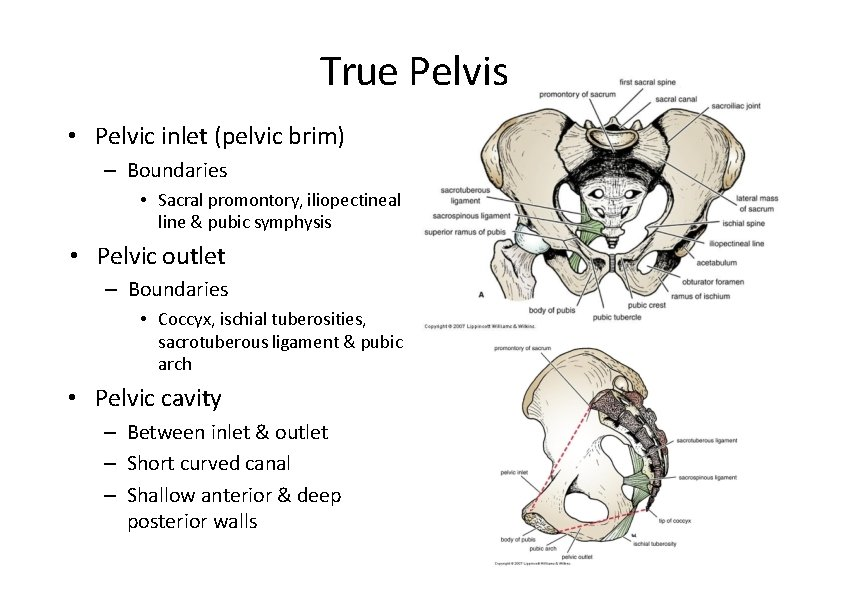 True Pelvis
• Pelvic inlet (pelvic brim)
– Boundaries
• Sacral promontory, iliopectineal
line & pubic symphysis
• Pelvic outlet
– Boundaries
• Coccyx, ischial tuberosities,
sacrotuberous ligament & pubic
arch
• Pelvic cavity
– Between inlet & outlet
– Short curved canal
– Shallow anterior & deep
posterior walls
first sacral spine
promontory of sacrum
sacral canal
sacroiliac joint
sacrotuberous
ligament
sacrospinous ligament
superior ramus of pubis
lateral mass
of sacrum
ischial spine
iliopectineal line
acetabulum
obturator foramen
ramus of ischium
pubic crest
pubic tubercle
body of pubis
A
Copyright © 2007 Lippincott Williams & Wilkins.
promontory of sacrum
sacrotuberous ligament
pelvic inlet
sacrospinous ligament
tip of coccyx
body of pubis
ischial tuberosity
pubic arch
pelvic outlet
Copyright © 2007 Lippincott Williams & Wilkins.